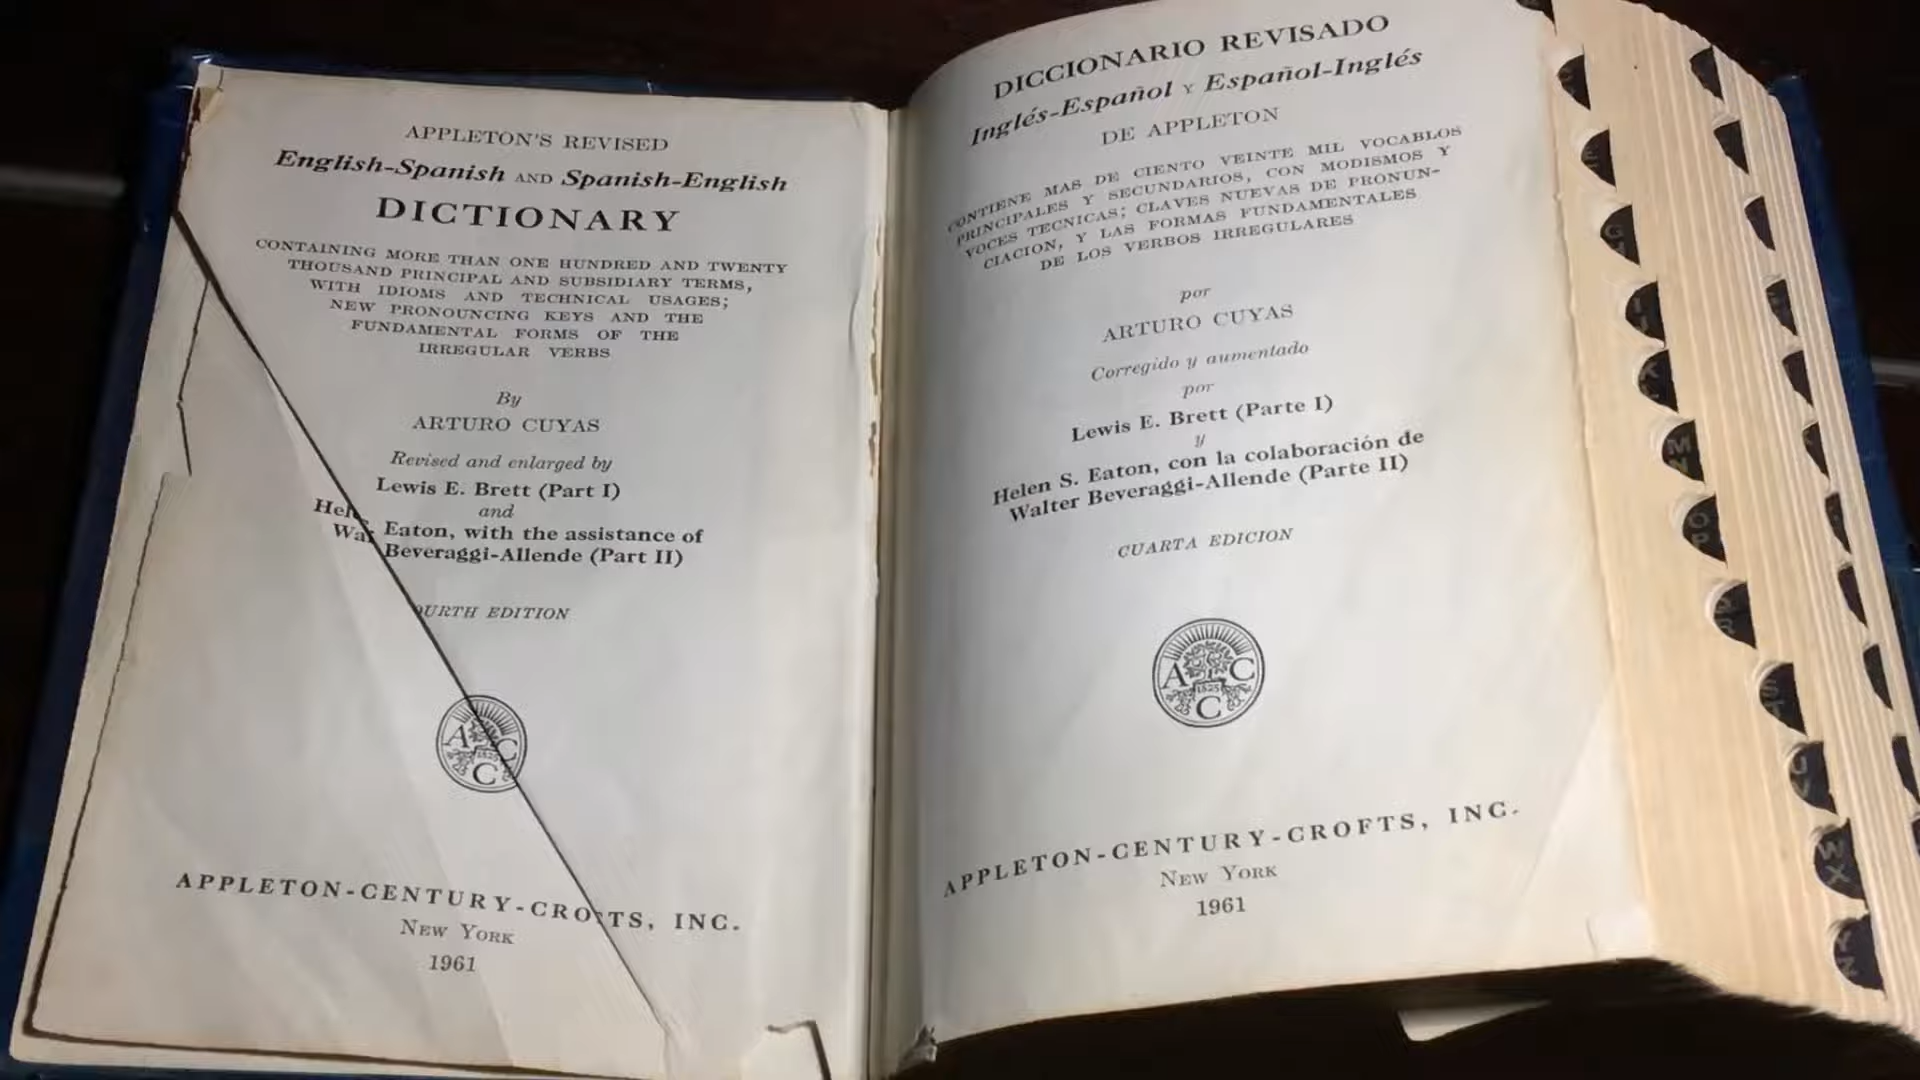 APPLETON'S REVISED
English-Spanish AND Spanish-English
DICTIONARY
CONTAINING MORE THAN ONE HUNDRED AND TWENTY
THOUSAND PRINCIPAL AND SUBSIDIARY TERMS,
WITH IDIOMS AND TECHNICAL USAGES;
NEW PRONOUNCING KEYS AND THE
FUNDAMENTAL FORMS OF THE
IRREGULAR VERBS
By
ARTURO CUYAS
Revised and enlarged by
Lewis E. Brett (Part I)
and
Eaton, with the assistance of
Beveraggi-Allende (Part II)
EDITION
A C
1825
C
APPLETON-CENTURY-CROFTS, INC.
NEW YORK
1961
DICCIONARIO REVISADO
Inglés-Español Y Español-Inglés
DE APPLETON
CONTIENE MAS DE CIENTO VEINTE MIL VOCABLOS
PRINCIPALES Y SECUNDARIOS, CON MODISMOS Y
VOCES TECNICAS; CLAVES NUEVAS DE PRONUN-
CIACION, Y LAS FORMAS FUNDAMENTALES
DE LOS VERBOS IRREGULARES
por
ARTURO CUYAS
Corregido y aumentado
por
Lewis E. Brett (Parte I)
y
Helen S. Eaton, con la colaboración de
Walter Beveraggi-Allende (Parte II)
CUARTA EDICION
A C
1825
C
APPLETON-CENTURY-CROFTS, INC.
NEW YORK
1961
M
N
O
P
S
T
U
V
W
X
Y
Z